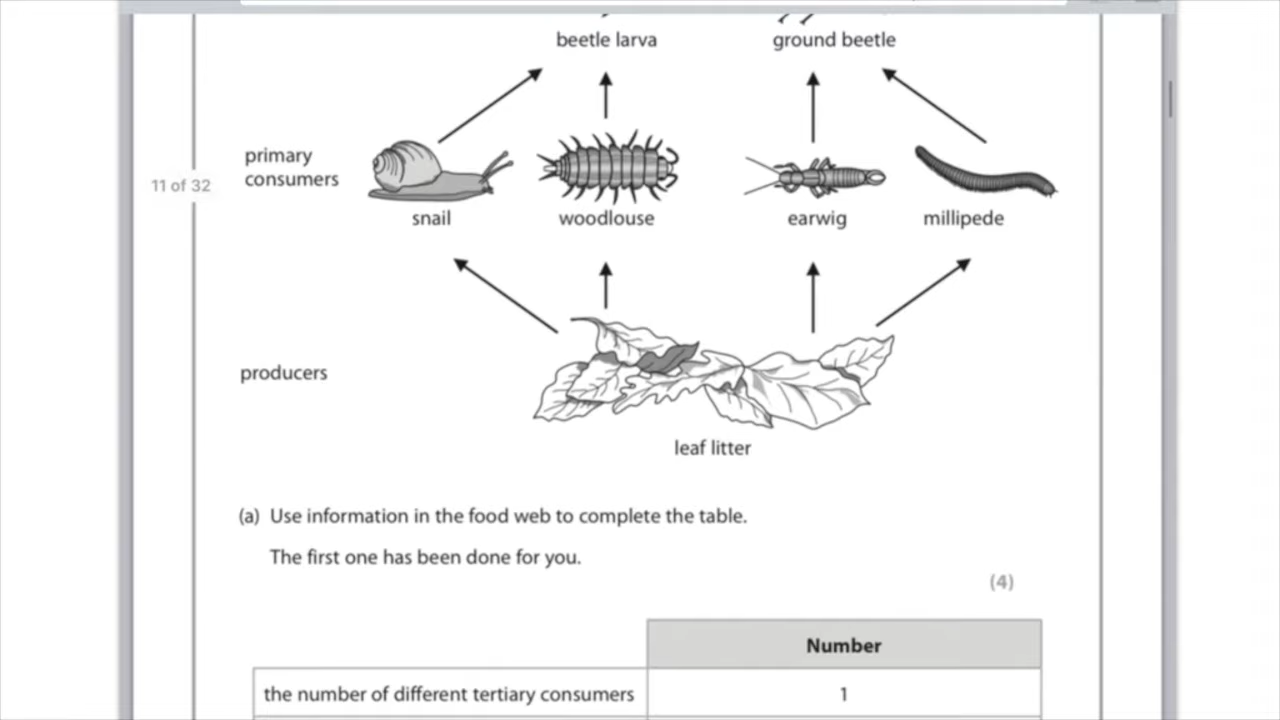 beetle larva ground beetle
primary
consumers
11 of 32
snail woodlouse earwig millipede
producers
leaf litter
(a) Use information in the food web to complete the table.
The first one has been done for you.
(4)
Number
the number of different tertiary consumers 1